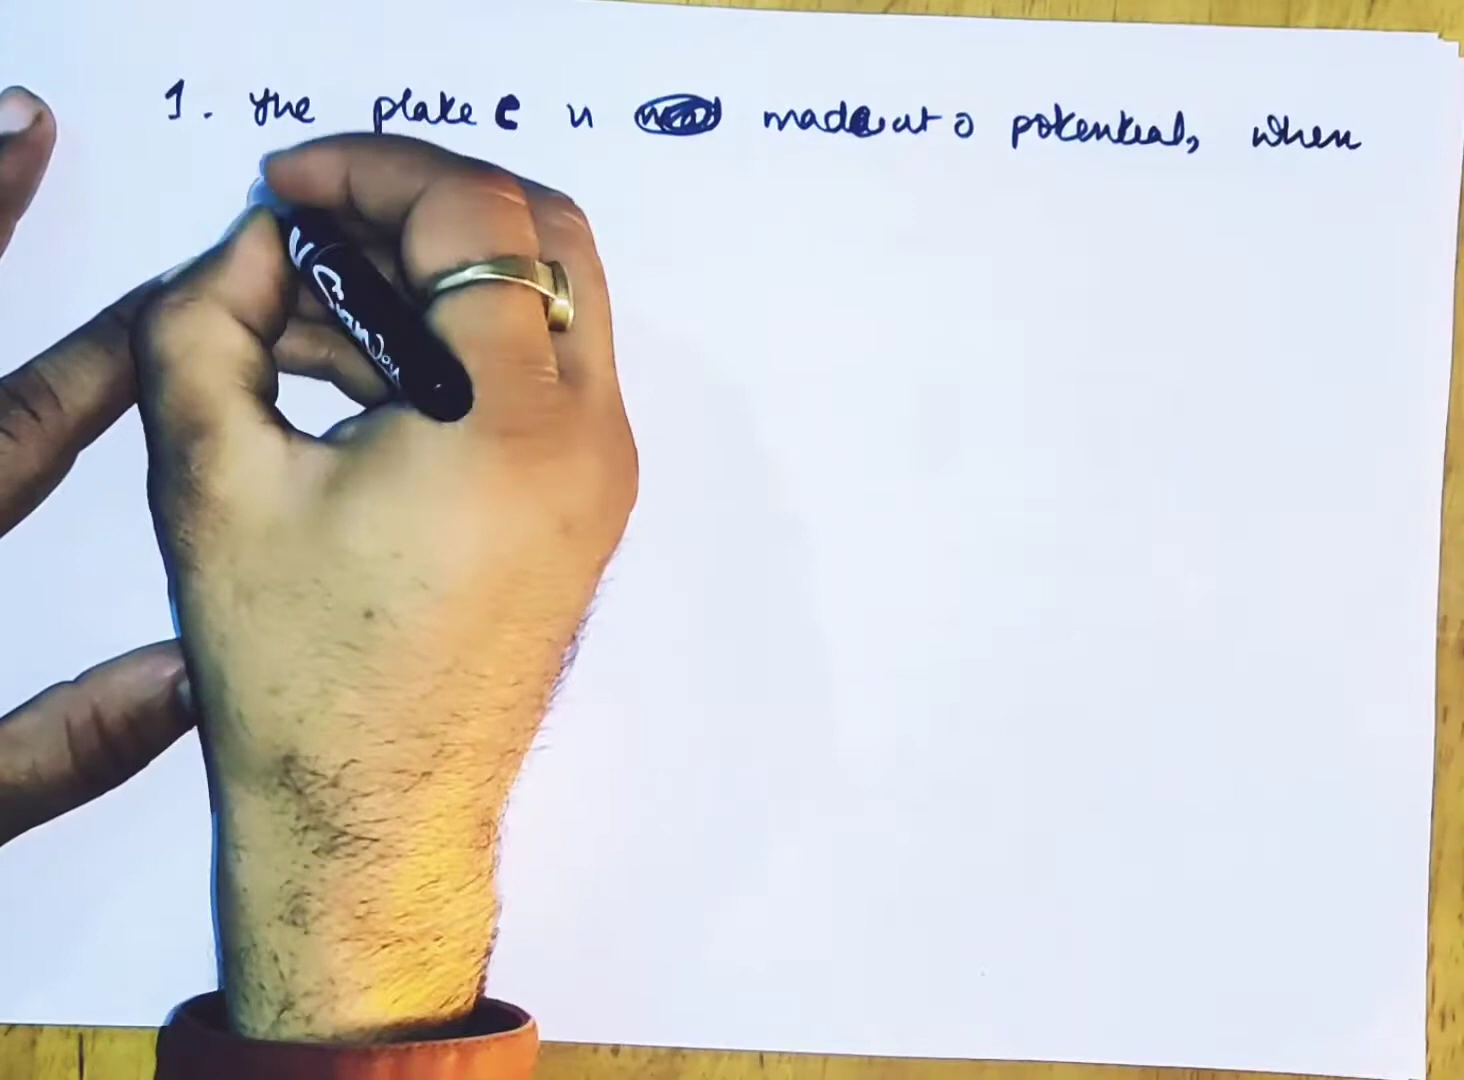 1. The plate C is made at 0 potential, when